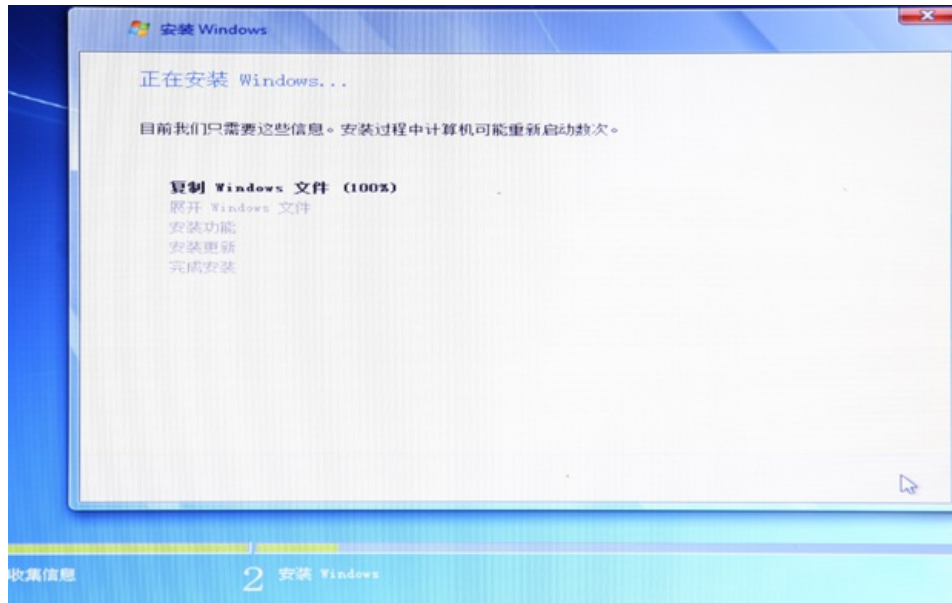 安装 Windows
正在安装 Windows...
目前我们只需要这些信息。安装过程中计算机可能重新启动数次。
复制 Windows 文件 (100%)
展开 Windows 文件
安装功能
安装更新
完成安装
收集信息
2 安装 Windows